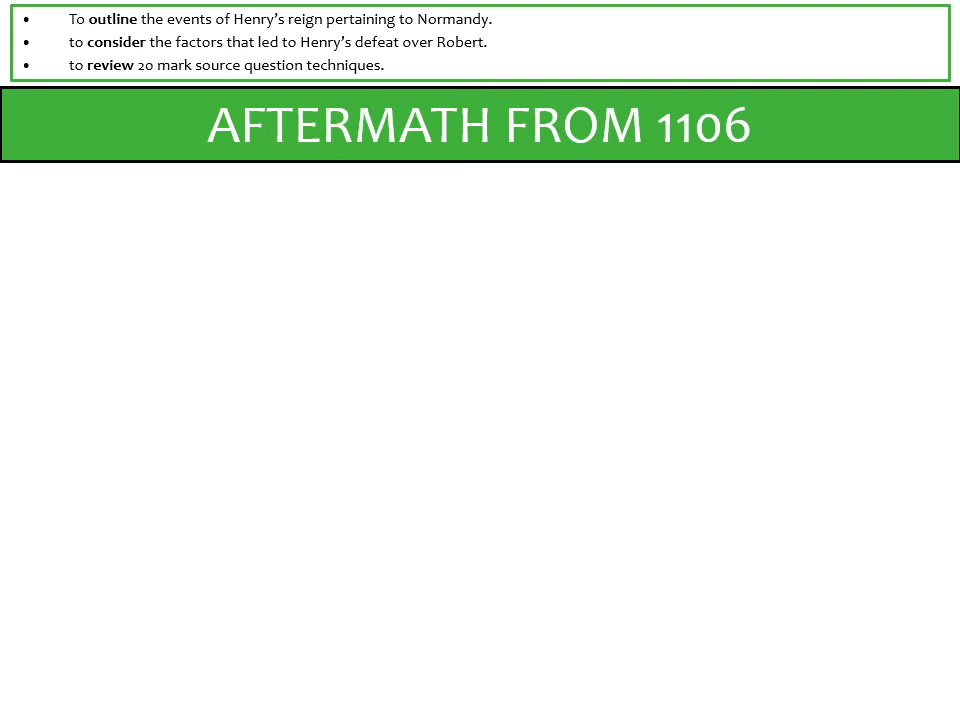 • To outline the events of Henry’s reign pertaining to Normandy.
• to consider the factors that led to Henry’s defeat over Robert.
• to review 20 mark source question techniques.
AFTERMATH FROM 1106